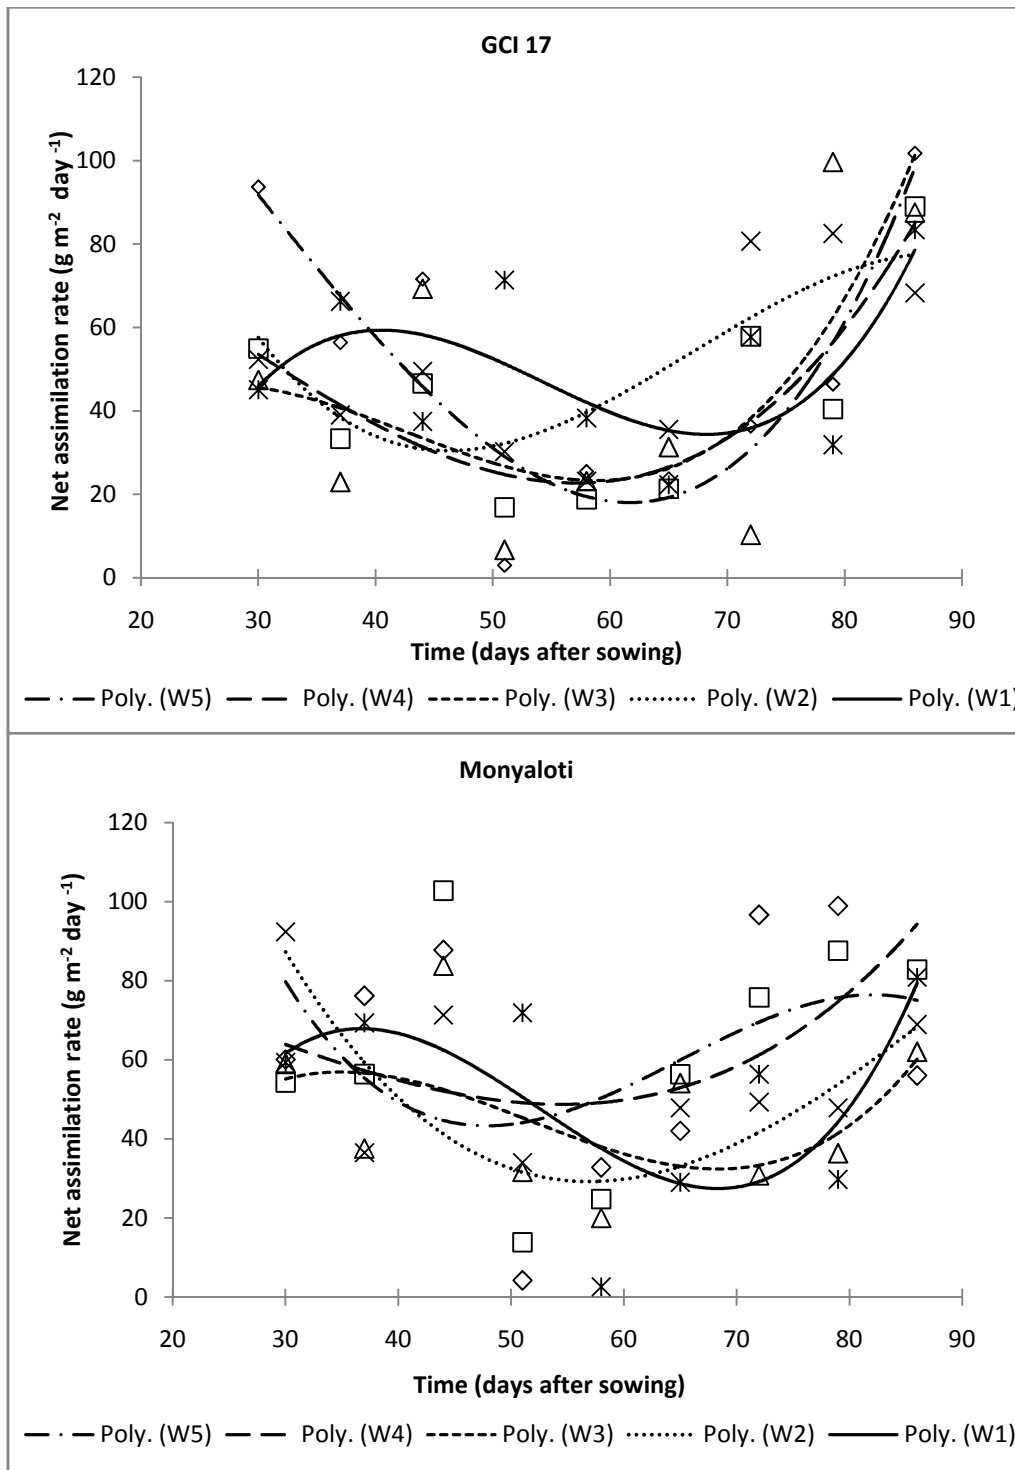 GCI 17
120
100
80
60
40
20
0
Net assimilation rate (g m⁻² day ⁻¹)
20 30 40 50 60 70 80 90
Time (days after sowing)
Poly. (W5) Poly. (W4) Poly. (W3) Poly. (W2) Poly. (W1)
Monyaloti
120
100
80
60
40
20
0
Net assimilation rate (g m⁻² day ⁻¹)
20 30 40 50 60 70 80 90
Time (days after sowing)
Poly. (W5) Poly. (W4) Poly. (W3) Poly. (W2) Poly. (W1)